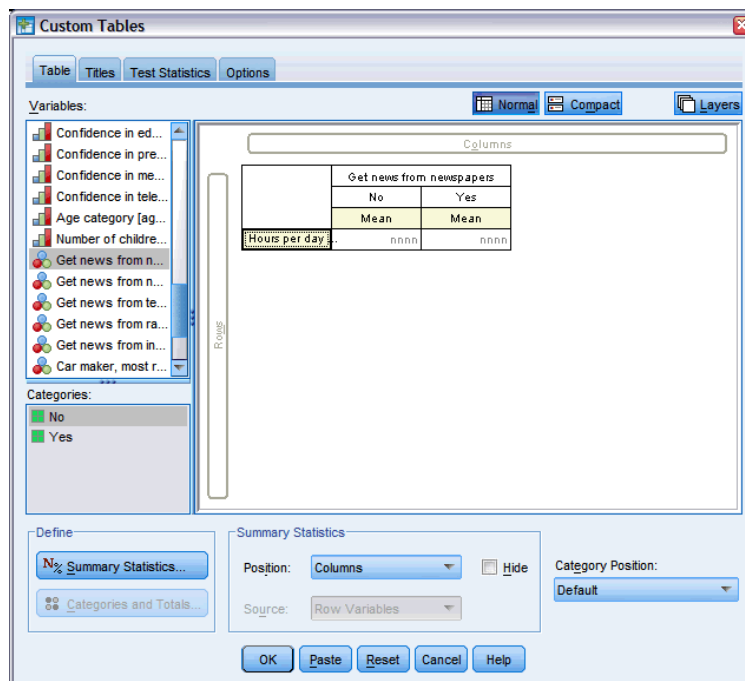 Custom Tables
Table Titles Test Statistics Options
Variables:
Normal Compact Layers
Confidence in ed...
Confidence in pre...
Confidence in me...
Confidence in tele...
Age category [ag...
Number of childre...
Get news from n...
Get news from n...
Get news from te...
Get news from ra...
Get news from in...
Car maker, most r...
Categories:
No
Yes
Columns
Rows
Get news from newspapers
No Yes
Mean Mean
Hours per day... nnnn nnnn
Define
N% Summary Statistics...
Categories and Totals...
Summary Statistics
Position: Columns Hide
Source: Row Variables
Category Position:
Default
OK Paste Reset Cancel Help